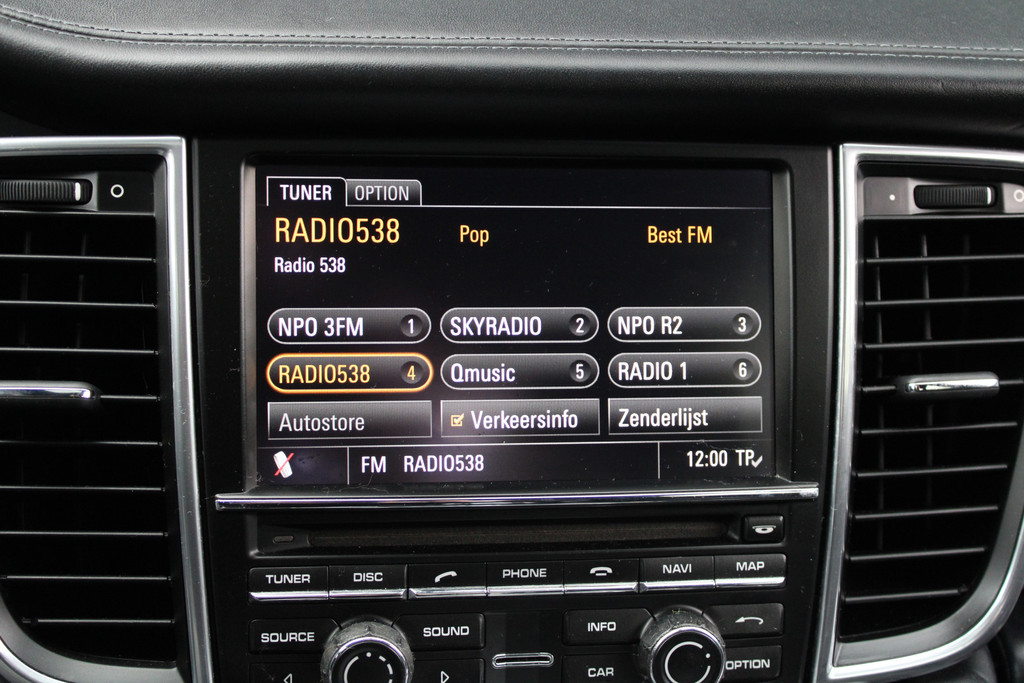 TUNER OPTION
RADIO538 Pop Best FM
Radio 538
NPO 3FM 1 SKYRADIO 2 NPO R2 3
RADIO538 4 Qmusic 5 RADIO 1 6
Autostore Verkeersinfo Zenderlijst
FM RADIO538 12:00 TP
TUNER DISC PHONE NAVI MAP
SOURCE SOUND INFO
CAR OPTION